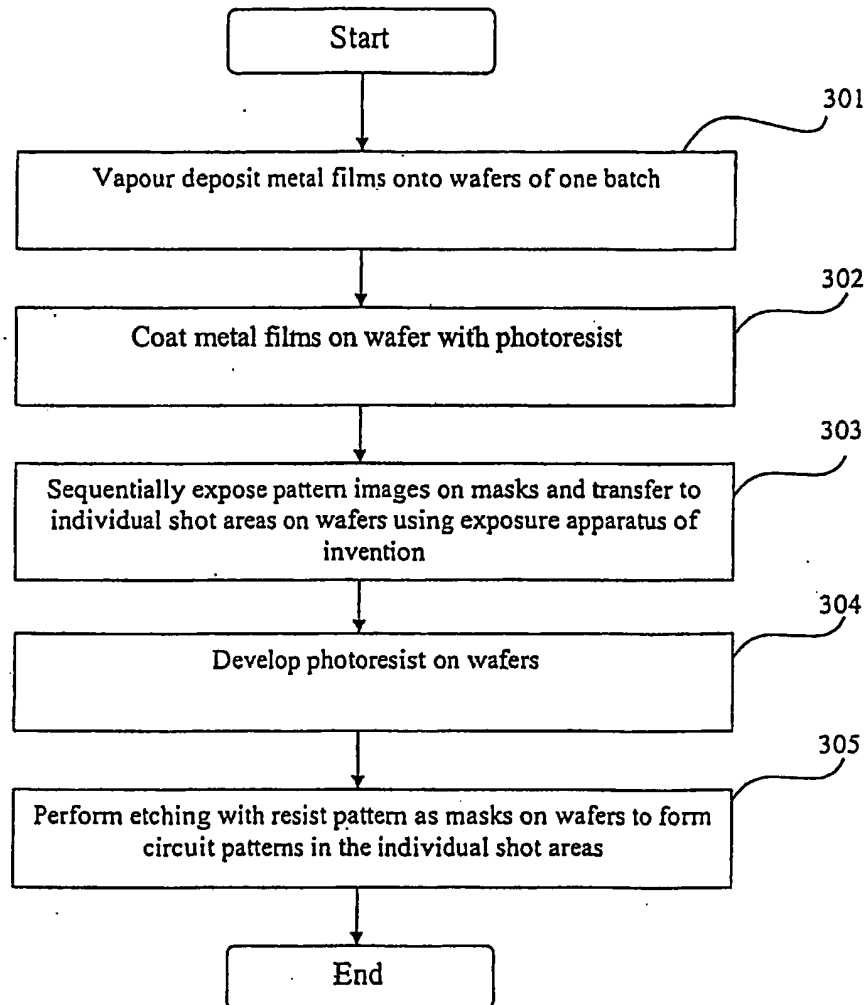 Start
301
Vapour deposit metal films onto wafers of one batch
302
Coat metal films on wafer with photoresist
303
Sequentially expose pattern images on masks and transfer to
individual shot areas on wafers using exposure apparatus of
invention
304
Develop photoresist on wafers
305
Perform etching with resist pattern as masks on wafers to form
circuit patterns in the individual shot areas
End